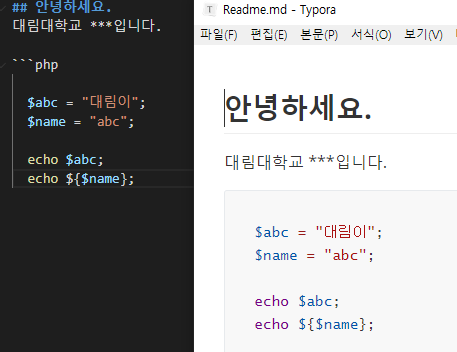 ## 안녕하세요.
대림대학교 ***입니다.
```php
$abc = "대림이";
$name = "abc";
echo $abc;
echo ${$name};
Readme.md - Typora
파일(F) 편집(E) 본문(P) 서식(O) 보기(V)
안녕하세요.
대림대학교 ***입니다.
$abc = "대림이";
$name = "abc";
echo $abc;
echo ${$name};